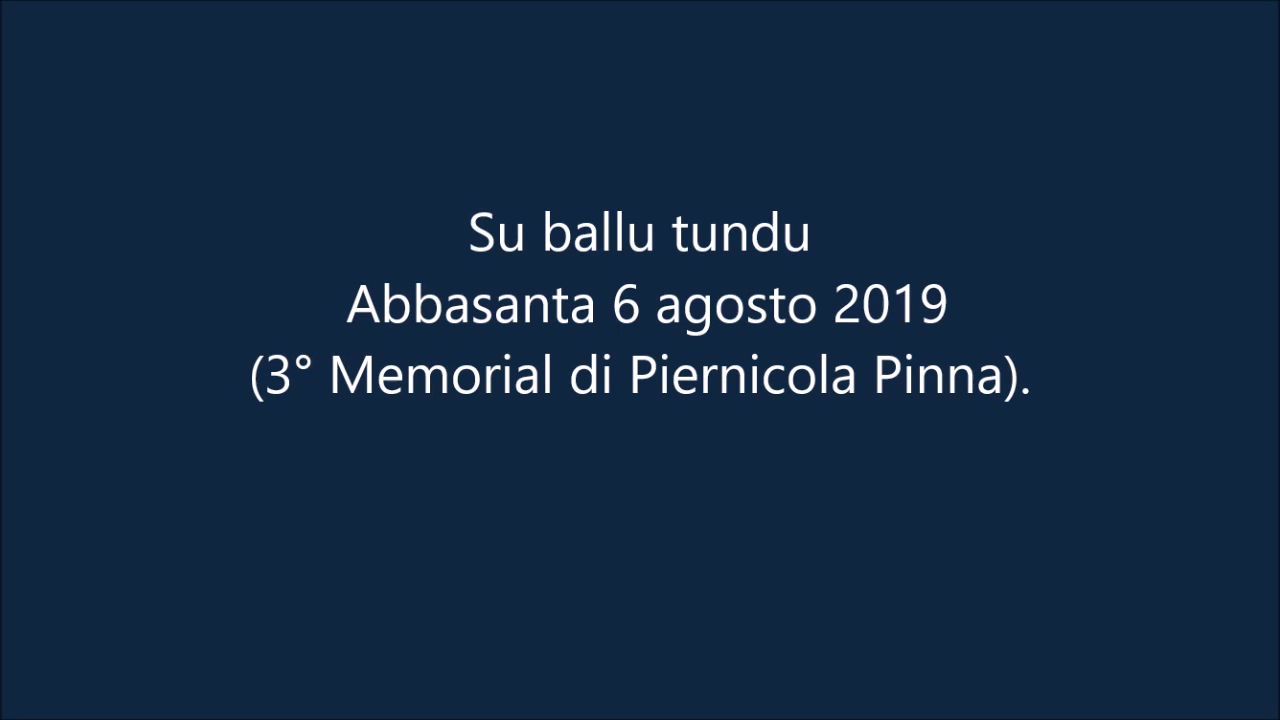 Su ballu tundu
Abbasanta 6 agosto 2019
(3° Memorial di Piernicola Pinna).